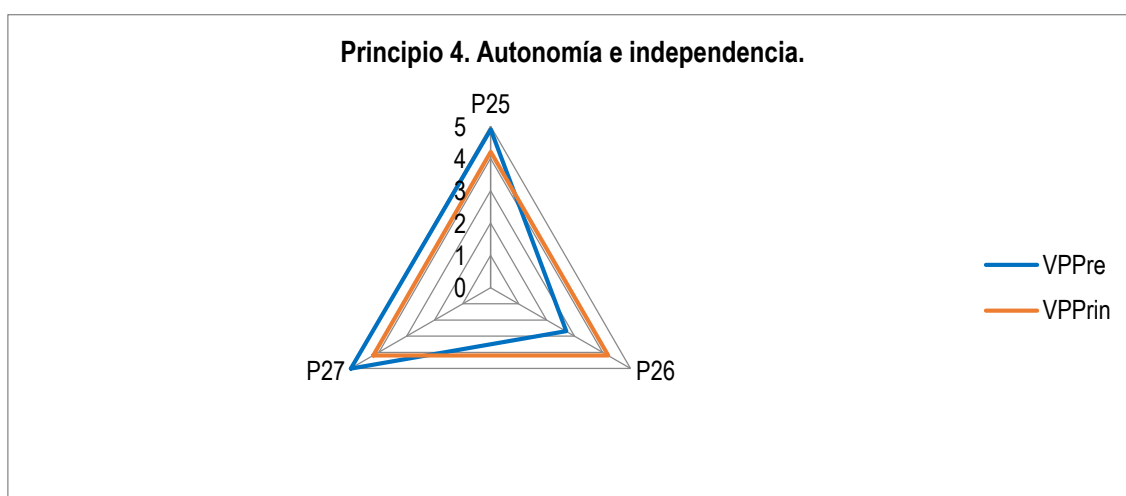 Principio 4. Autonomía e independencia.
P25
5
4
3
2
1
0
P27
P26
VPPre
VPPrin